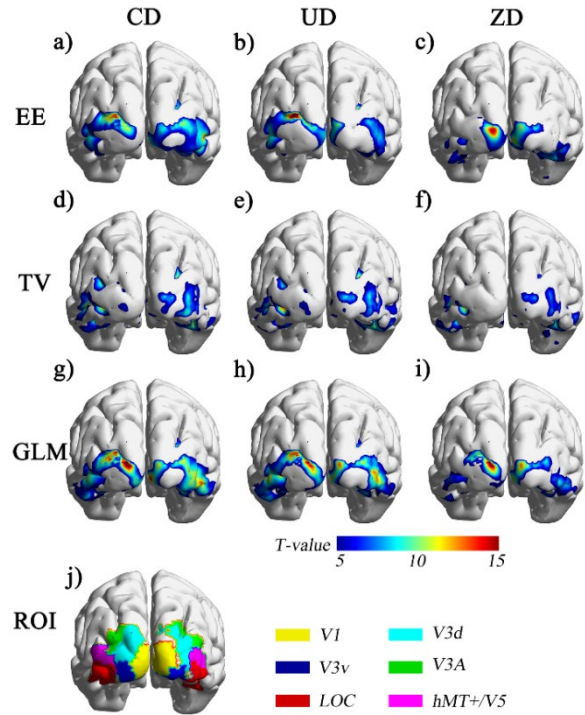 CD UD ZD
a) b) c)
EE
d) e) f)
TV
g) h) i)
GLM
T-value
5 10 15
j)
ROI
V1 V3d
V3v V3A
LOC hMT+/V5